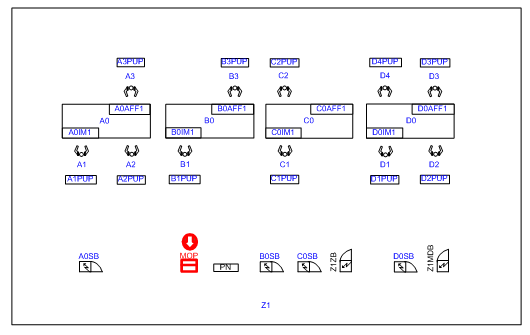 A3PUP B3PUP C2PUP D4PUP D3PUP
A3 B3 C2 D4 D3
A0AFF1 B0AFF1 C0AFF1 D0AFF1
A0 B0 C0 D0
A0IM1 B0IM1 C0IM1 D0IM1
A1 A2 B1 C1 D1 D2
A1PUP A2PUP B1PUP C1PUP D1PUP D2PUP
A0SB MOP B0SB C0SB Z1ZB D0SB Z1MDB
PN
Z1